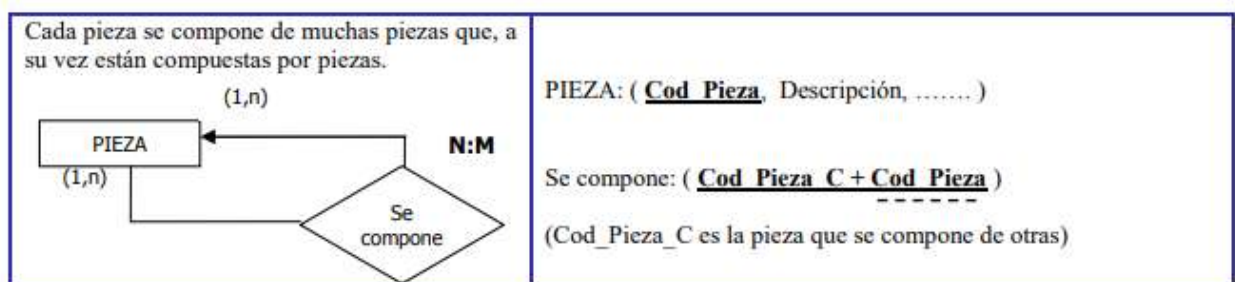 Cada pieza se compone de muchas piezas que, a
su vez están compuestas por piezas.
(1,n)
PIEZA
N:M
(1,n)
Se
compone
PIEZA: ( Cod_Pieza, Descripción, ……. )
Se compone: ( Cod_Pieza_C + Cod_Pieza )
(Cod_Pieza_C es la pieza que se compone de otras)